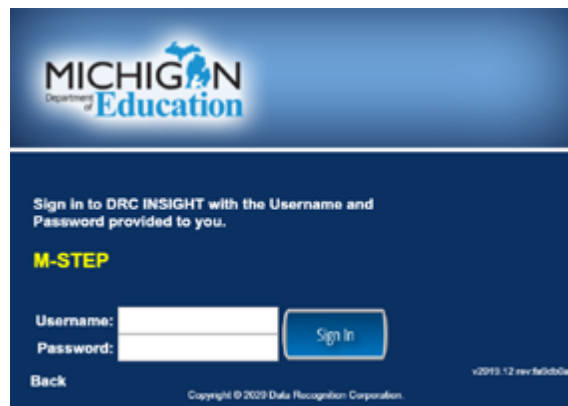 MICHIGAN
Department of Education
Sign in to DRC INSIGHT with the Username and
Password provided to you.
M-STEP
Username:
Sign In
Password:
Back
Copyright © 2020 Data Recognition Corporation.